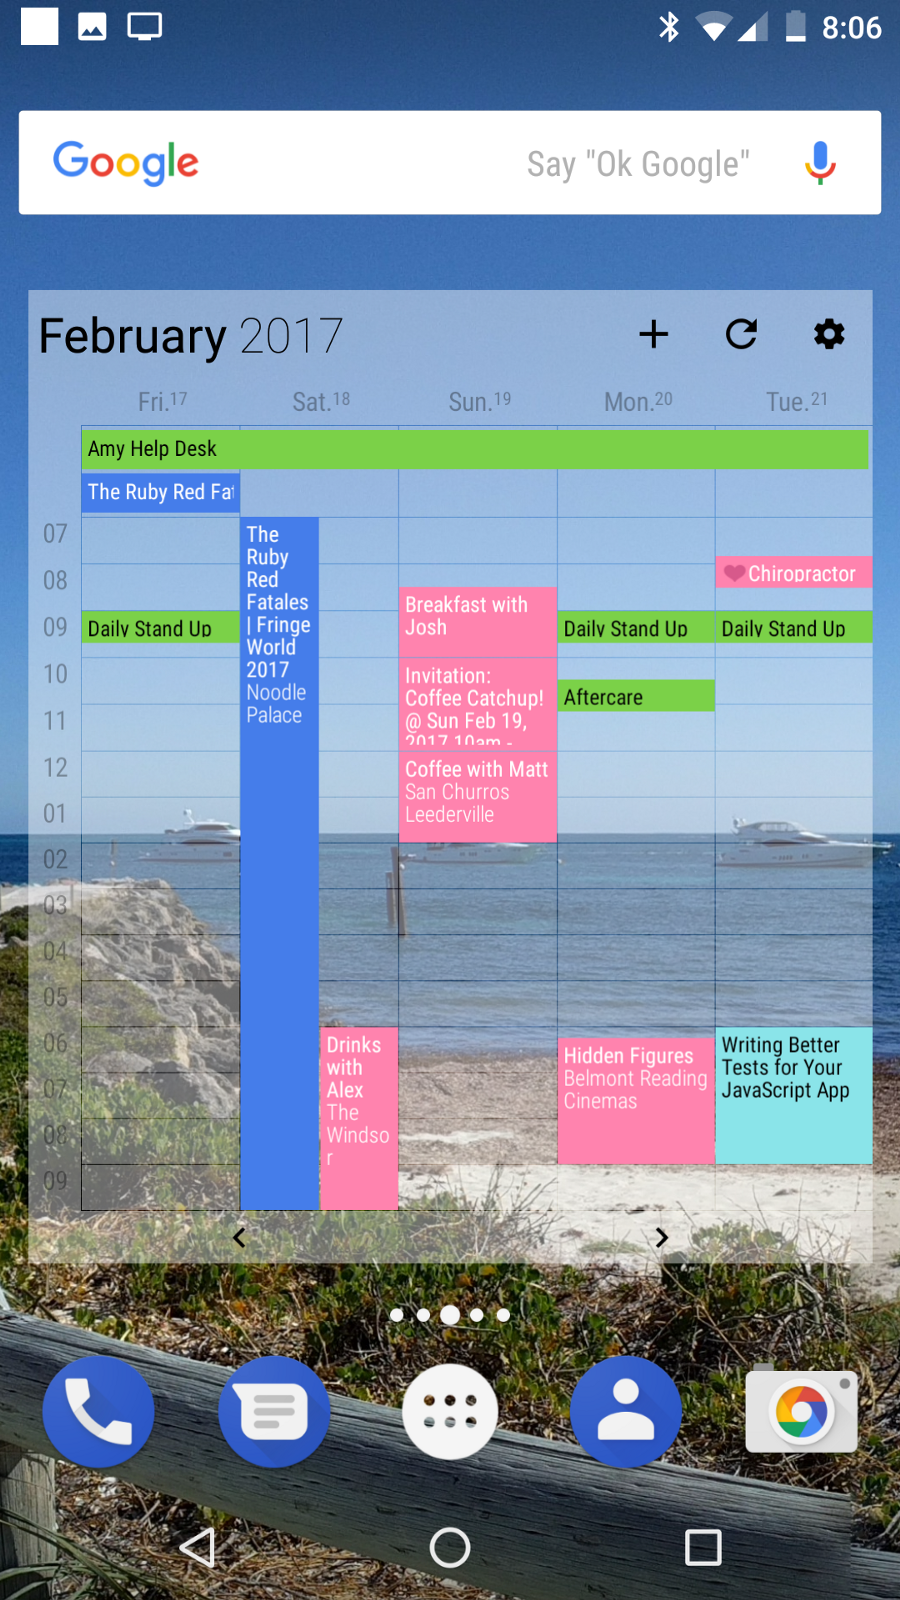 8:06
Google Say "Ok Google"
February 2017
Fri.17 Sat.18 Sun.19 Mon.20 Tue.21
Amy Help Desk
The Ruby Red Fat
07
08
09
10
11
12
01
02
03
04
05
06
07
08
09
Daily Stand Up
The
Ruby
Red
Fatales
| Fringe
World
2017
Noodle
Palace
Drinks
with
Alex
The
Windso
r
Breakfast with
Josh
Invitation:
Coffee Catchup!
@ Sun Feb 19,
2017 10am -
Coffee with Matt
San Churros
Leederville
Daily Stand Up
Aftercare
Hidden Figures
Belmont Reading
Cinemas
Chiropractor
Daily Stand Up
Writing Better
Tests for Your
JavaScript App